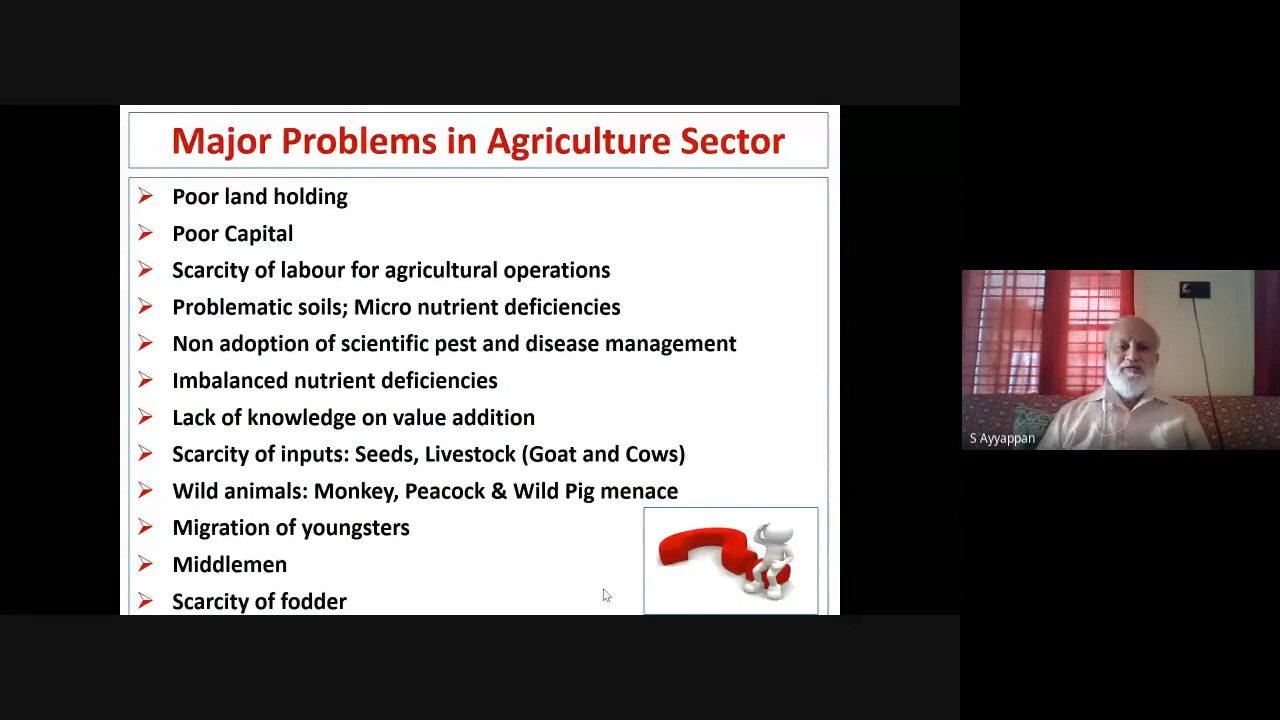 Major Problems in Agriculture Sector
Poor land holding
Poor Capital
Scarcity of labour for agricultural operations
Problematic soils; Micro nutrient deficiencies
Non adoption of scientific pest and disease management
Imbalanced nutrient deficiencies
Lack of knowledge on value addition
Scarcity of inputs: Seeds, Livestock (Goat and Cows)
Wild animals: Monkey, Peacock & Wild Pig menace
Migration of youngsters
Middlemen
Scarcity of fodder
S Ayyappan